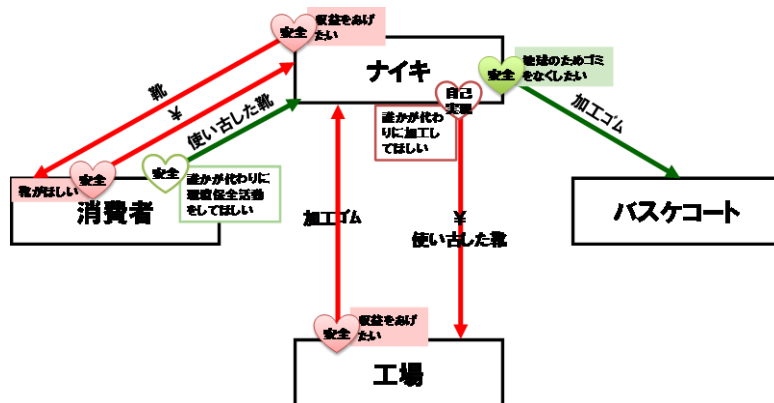 収益をあげ
たい
安全
ナイキ
靴
¥
使い古した靴
安全
地球のためゴミ
をなくしたい
自己
実現
誰かが代わ
りに加工し
てほしい
加工ゴム
靴がほしい
安全
安全
誰かが代わりに
環境保全活動
をしてほしい
消費者
バスケコート
加工ゴム
¥
使い古した靴
安全
収益をあげ
たい
工場